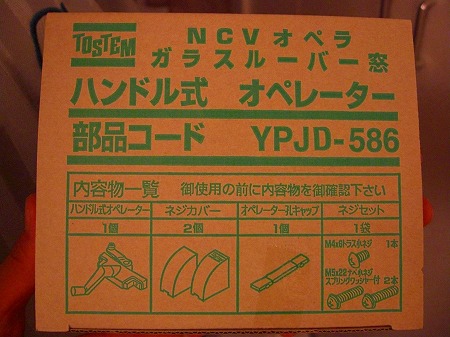 TOSTEM
NCVオペラ
ガラスルーバー窓
ハンドル式 オペレーター
部品コード YPJD-586
内容物一覧 御使用の前に内容物を御確認下さい
ハンドル式オペレーター ネジカバー オペレーター孔キャップ ネジセット
1個 2個 1個 1袋
M4x6トラス小ネジ 1本
M5x28ナベ小ネジ
スプリングワッシャー付 2本